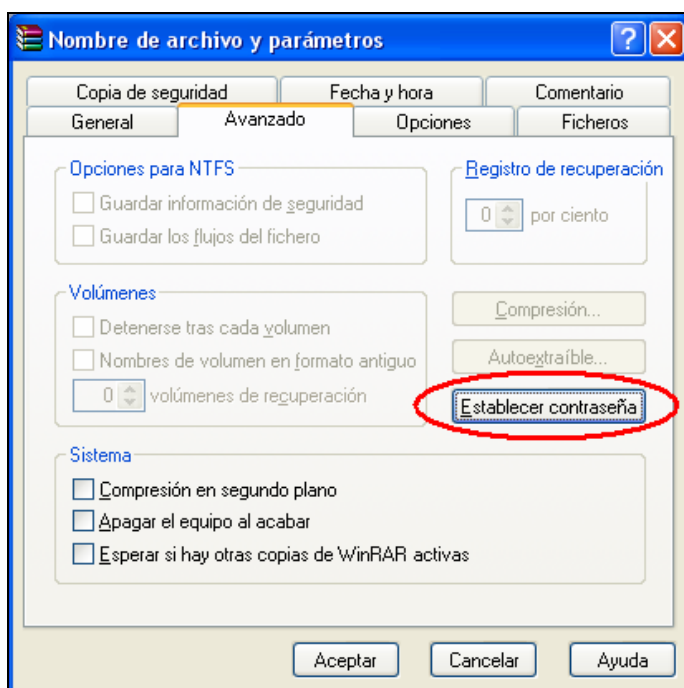 Nombre de archivo y parámetros
Copia de seguridad
Fecha y hora
Comentario
General
Avanzado
Opciones
Ficheros
Opciones para NTFS
Guardar información de seguridad
Guardar los flujos del fichero
Registro de recuperación
0 por ciento
Volúmenes
Detenerse tras cada volumen
Nombres de volumen en formato antiguo
0 volúmenes de recuperación
Compresión...
Autoextraíble...
Establecer contraseña
Sistema
Compresión en segundo plano
Apagar el equipo al acabar
Esperar si hay otras copias de WinRAR activas
Aceptar
Cancelar
Ayuda